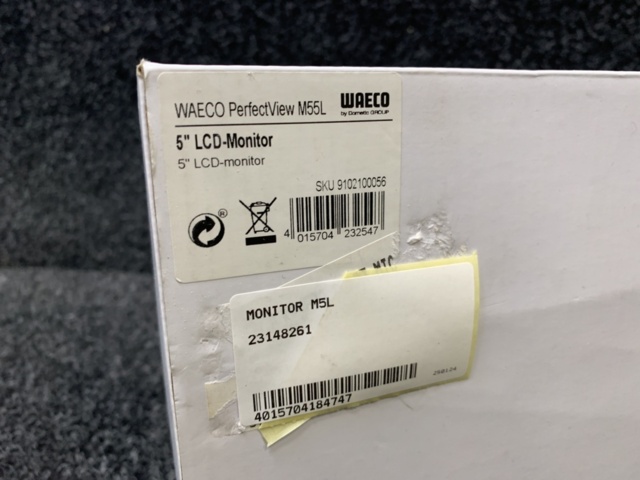 WAECO PerfectView M55L
WAECO
by Dometic GROUP
5" LCD-Monitor
5" LCD-monitor
SKU 9102100056
®
4 015704 232547
MONITOR M5L
23148261
250124
4015704184747